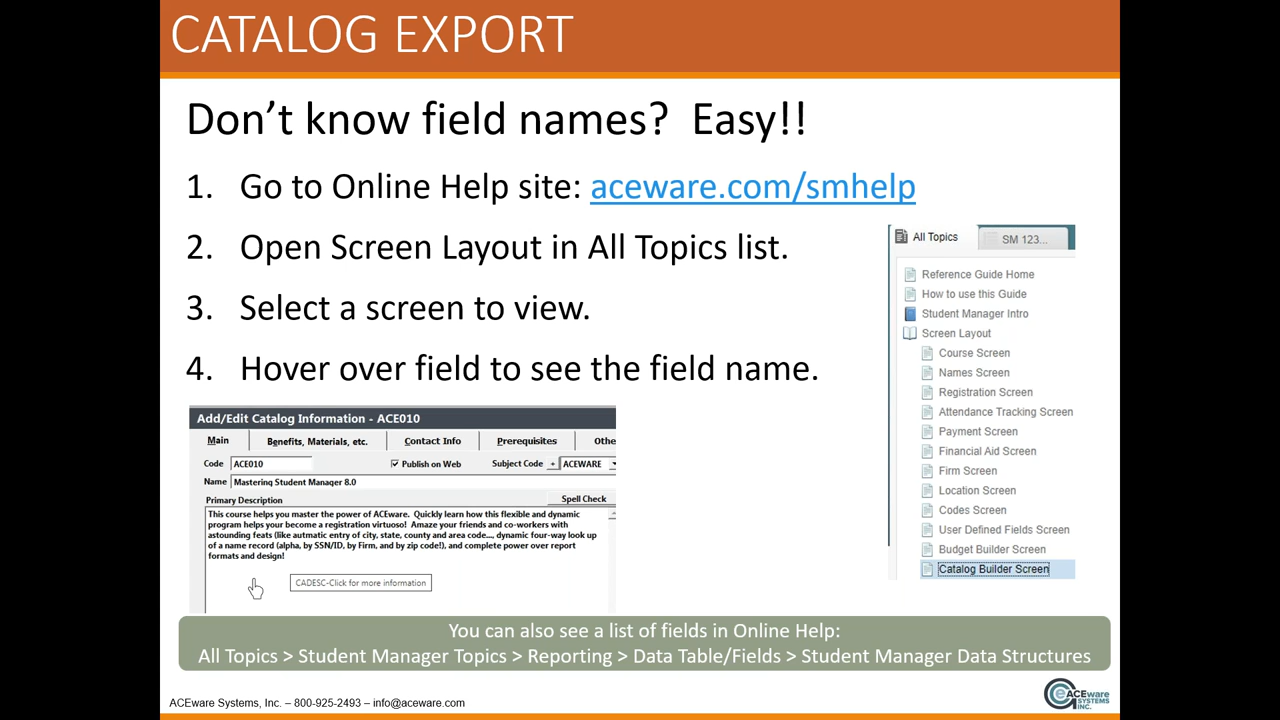 CATALOG EXPORT
Don't know field names? Easy!!
1. Go to Online Help site: aceware.com/smhelp
2. Open Screen Layout in All Topics list.
3. Select a screen to view.
4. Hover over field to see the field name.
All Topics SM 123...
Reference Guide Home
How to use this Guide
Student Manager Intro
Screen Layout
Course Screen
Names Screen
Registration Screen
Attendance Tracking Screen
Payment Screen
Financial Aid Screen
Firm Screen
Location Screen
Codes Screen
User Defined Fields Screen
Budget Builder Screen
Catalog Builder Screen
Add/Edit Catalog Information - ACE010
Main Benefits, Materials, etc. Contact Info Prerequisites Othe
Code ACE010 Publish on Web Subject Code + ACEWARE
Name Mastering Student Manager 8.0
Primary Description Spell Check
This course helps you master the power of ACEware. Quickly learn how this flexible and dynamic
program helps your become a registration virtuoso! Amaze your friends and co-workers with
astounding feats (like autmatic entry of city, state, county and area code..., dynamic four-way look up
of a name record (alpha, by SSN/ID, by Firm, and by zip code!), and complete power over report
formats and design!
CADESC-Click for more information
You can also see a list of fields in Online Help:
All Topics > Student Manager Topics > Reporting > Data Table/Fields > Student Manager Data Structures
ACEware Systems, Inc. – 800-925-2493 – info@aceware.com
ACEware
SYSTEMS
INC.